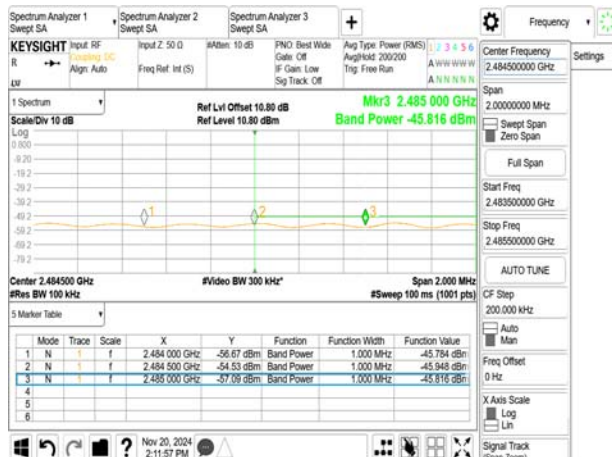 Spectrum Analyzer 1
Swept SA
Spectrum Analyzer 2
Swept SA
Spectrum Analyzer 3
Swept SA
+
Frequency
Settings
KEYSIGHT
R
Input: RF
Coupling: DC
Align: Auto
Input Z: 50 Ω
Freq Ref: Int (S)
#Atten: 10 dB
PNO: Best Wide
Gate: Off
IF Gain: Low
Sig Track: Off
Avg Type: Power (RMS)
Avg|Hold: 200/200
Trig: Free Run
1 2 3 4 5 6
A W W W W W
A N N N N N
1 Spectrum
Scale/Div 10 dB
Ref Lvl Offset 10.80 dB
Ref Level 10.80 dBm
Mkr3 2.485 000 GHz
Band Power -45.816 dBm
Log
0.800
-9.20
-19.2
-29.2
-39.2
-49.2
-59.2
-69.2
-79.2
1
2
3
Center 2.484500 GHz
#Res BW 100 kHz
#Video BW 300 kHz*
Span 2.000 MHz
#Sweep 100 ms (1001 pts)
5 Marker Table
Mode Trace Scale X Y Function Function Width Function Value
1 N 1 f 2.484 000 GHz -56.67 dBm Band Power 1.000 MHz -45.784 dBm
2 N 1 f 2.484 500 GHz -54.53 dBm Band Power 1.000 MHz -45.948 dBm
3 N 1 f 2.485 000 GHz -57.09 dBm Band Power 1.000 MHz -45.816 dBm
4
5
6
Nov 20, 2024
2:11:57 PM
?
Center Frequency
2.484500000 GHz
Span
2.00000000 MHz
Swept Span
Zero Span
Full Span
Start Freq
2.483500000 GHz
Stop Freq
2.485500000 GHz
AUTO TUNE
CF Step
200.000 kHz
Auto
Man
Freq Offset
0 Hz
X Axis Scale
Log
Lin
Signal Track